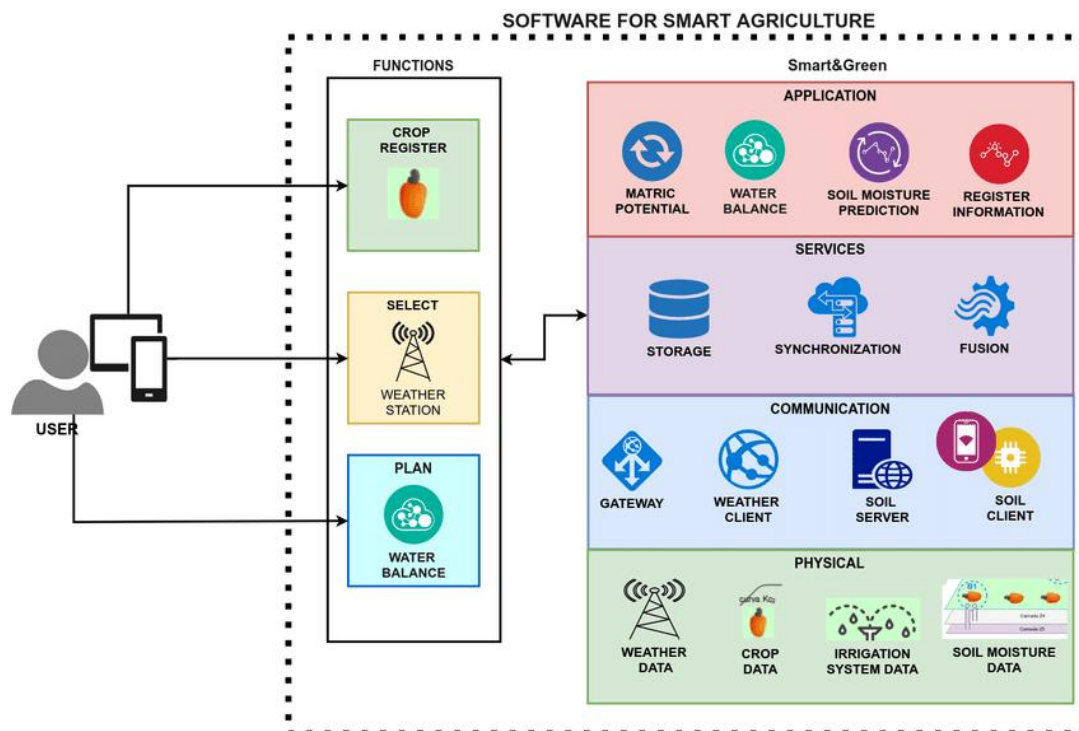 SOFTWARE FOR SMART AGRICULTURE
FUNCTIONS
CROP
REGISTER
SELECT
WEATHER
STATION
PLAN
WATER
BALANCE
USER
Smart&Green
APPLICATION
MATRIC
POTENTIAL
WATER
BALANCE
SOIL MOISTURE
PREDICTION
REGISTER
INFORMATION
SERVICES
STORAGE
SYNCHRONIZATION
FUSION
COMMUNICATION
GATEWAY
WEATHER
CLIENT
SOIL
SERVER
SOIL
CLIENT
PHYSICAL
WEATHER
DATA
curva
CROP
DATA
IRRIGATION
SYSTEM DATA
SOIL MOISTURE
DATA